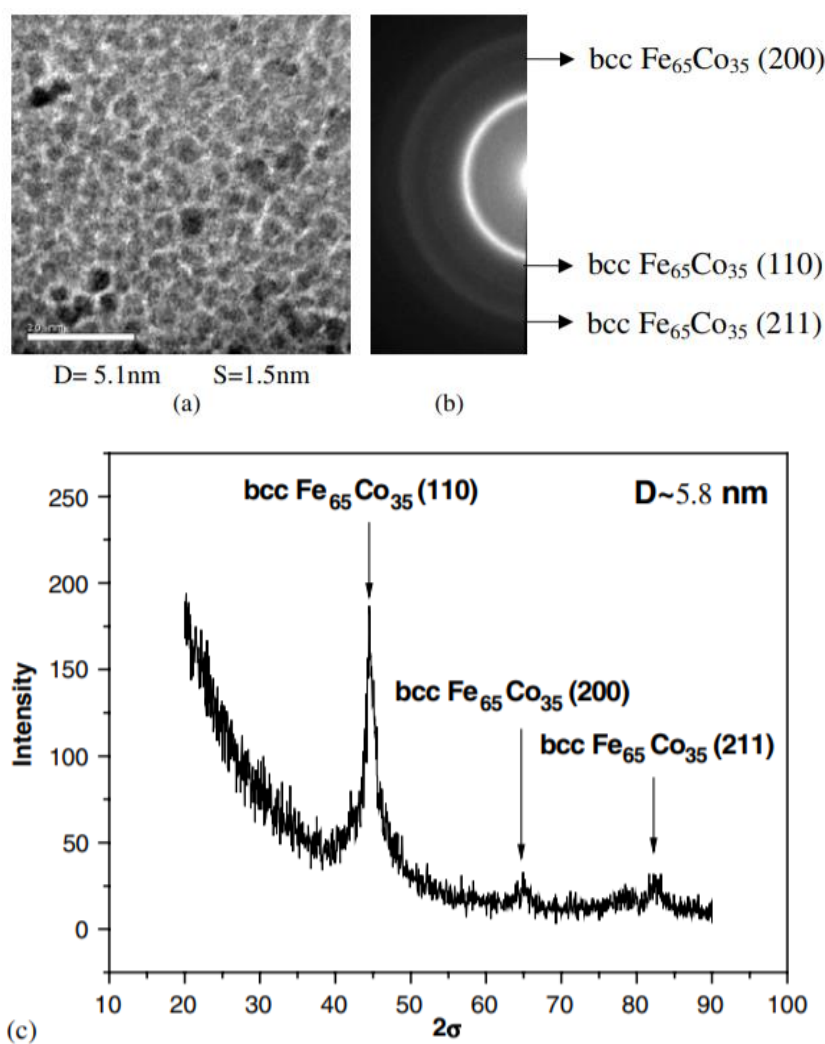 bcc Fe₆₅Co₃₅ (200)
bcc Fe₆₅Co₃₅ (110)
bcc Fe₆₅Co₃₅ (211)
D= 5.1nm S=1.5nm
(a) (b)
bcc Fe₆₅Co₃₅ (110)
D~5.8 nm
bcc Fe₆₅Co₃₅ (200)
bcc Fe₆₅Co₃₅ (211)
Intensity
250
200
150
100
50
0
10 20 30 40 50 60 70 80 90 100
2σ
(c)